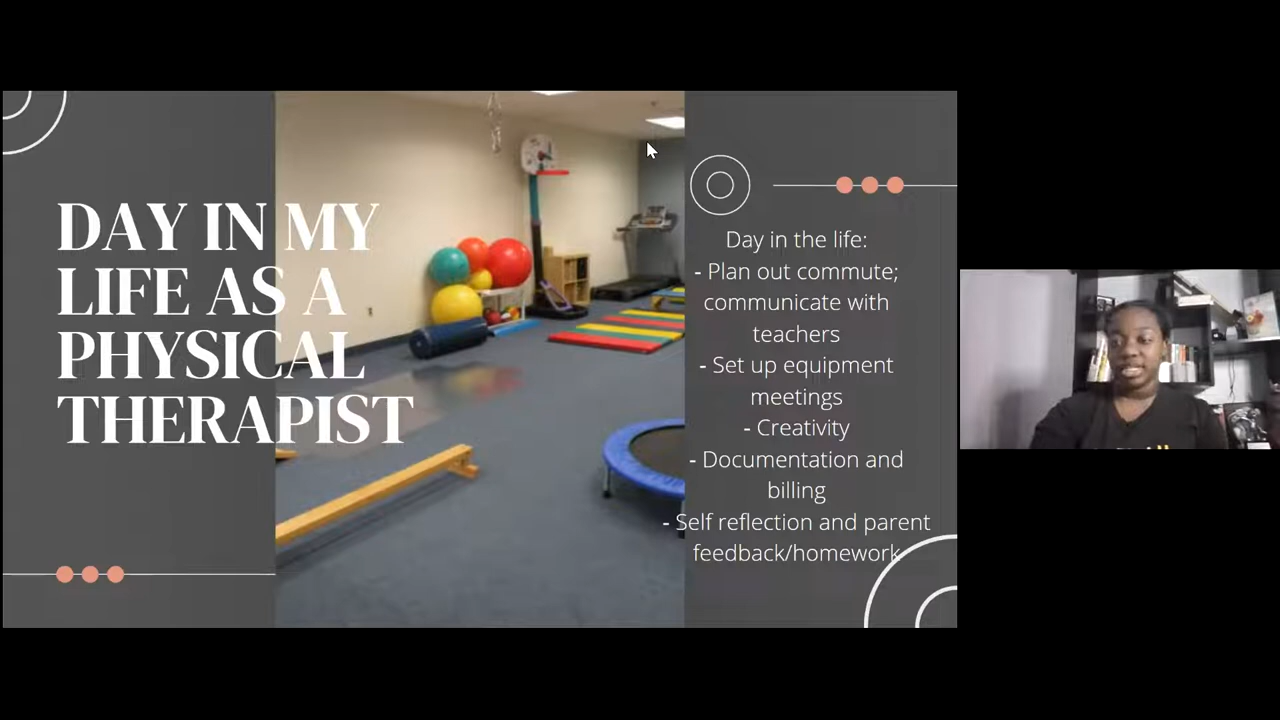 DAY IN MY
LIFE AS A
PHYSICAL
THERAPIST
Day in the life:
- Plan out commute;
communicate with
teachers
- Set up equipment
meetings
- Creativity
- Documentation and
billing
- Self reflection and parent
feedback/homework